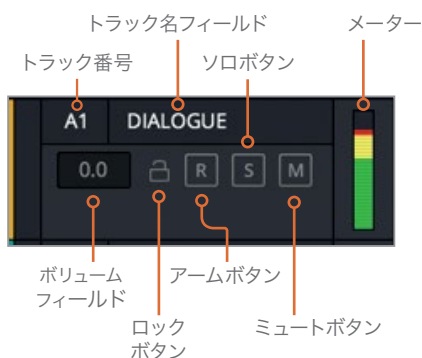 トラック名フィールド
メーター
トラック番号
ソロボタン
A1
DIALOGUE
0.0
R
S
M
ボリューム
フィールド
アームボタン
ロック
ボタン
ミュートボタン